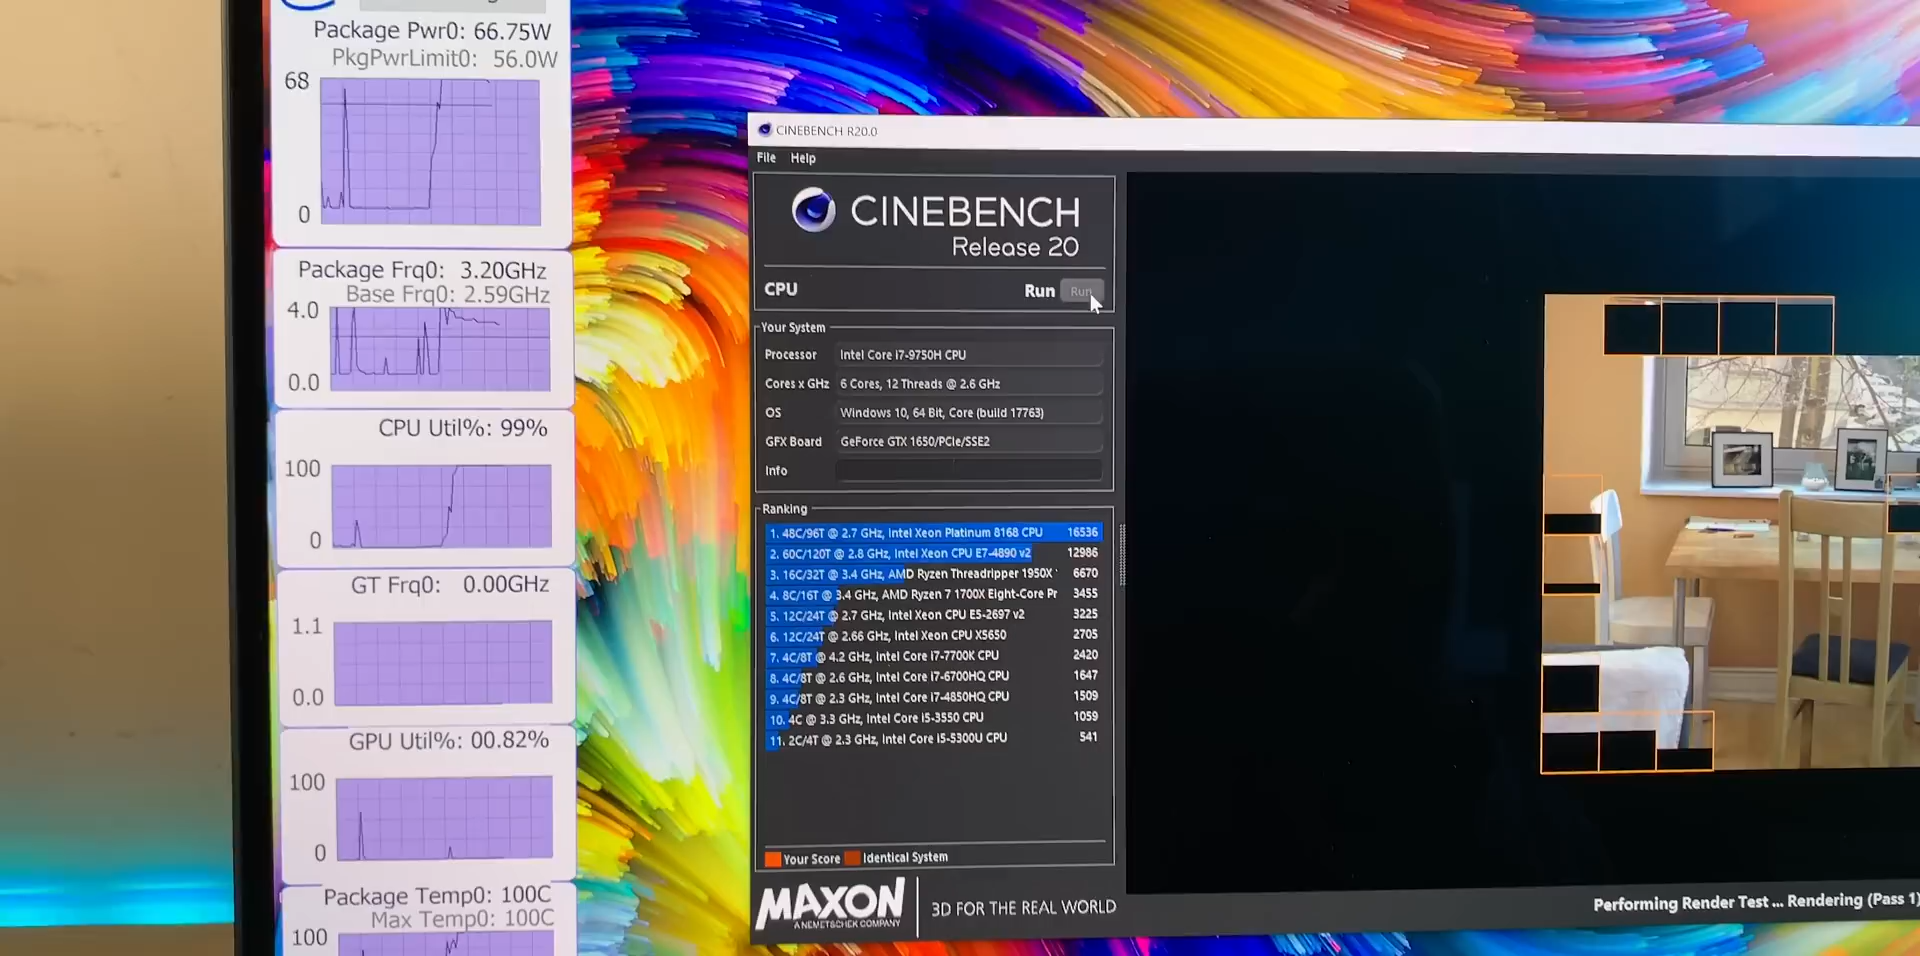 Package Pwr0: 66.75W
PkgPwrLimit0: 56.0W
68
0
Package Frq0: 3.20GHz
Base Frq0: 2.59GHz
4.0
0.0
CPU Util%: 99%
100
0
GT Frq0: 0.00GHz
1.1
0.0
GPU Util%: 00.82%
100
0
Package Temp0: 100C
Max Temp0: 100C
100
CINEBENCH R20.0
File Help
CINEBENCH
Release 20
CPU Run Run
Your System
Processor Intel Core i7-9750H CPU
Cores x GHz 6 Cores, 12 Threads @ 2.6 GHz
OS Windows 10, 64 Bit, Core (build 17763)
GFX Board GeForce GTX 1650/PCIe/SSE2
Info
Ranking
1. 48C/96T @ 2.7 GHz, Intel Xeon Platinum 8168 CPU 16536
2. 60C/120T @ 2.8 GHz, Intel Xeon CPU E7-4890 v2 12986
3. 16C/32T @ 3.4 GHz, AMD Ryzen Threadripper 1950X 6670
4. 8C/16T @ 3.4 GHz, AMD Ryzen 7 1700X Eight-Core Pr 3455
5. 12C/24T @ 2.7 GHz, Intel Xeon CPU E5-2697 v2 3225
6. 12C/24T @ 2.66 GHz, Intel Xeon CPU X5650 2705
7. 4C/8T @ 4.2 GHz, Intel Core i7-7700K CPU 2420
8. 4C/8T @ 2.6 GHz, Intel Core i7-6700HQ CPU 1647
9. 4C/8T @ 2.3 GHz, Intel Core i7-4850HQ CPU 1509
10. 4C @ 3.3 GHz, Intel Core i5-3550 CPU 1059
11. 2C/4T @ 2.3 GHz, Intel Core i5-5300U CPU 541
Your Score Identical System
MAXON
A NEMETSCHEK COMPANY
3D FOR THE REAL WORLD
Performing Render Test ... Rendering (Pass 1)